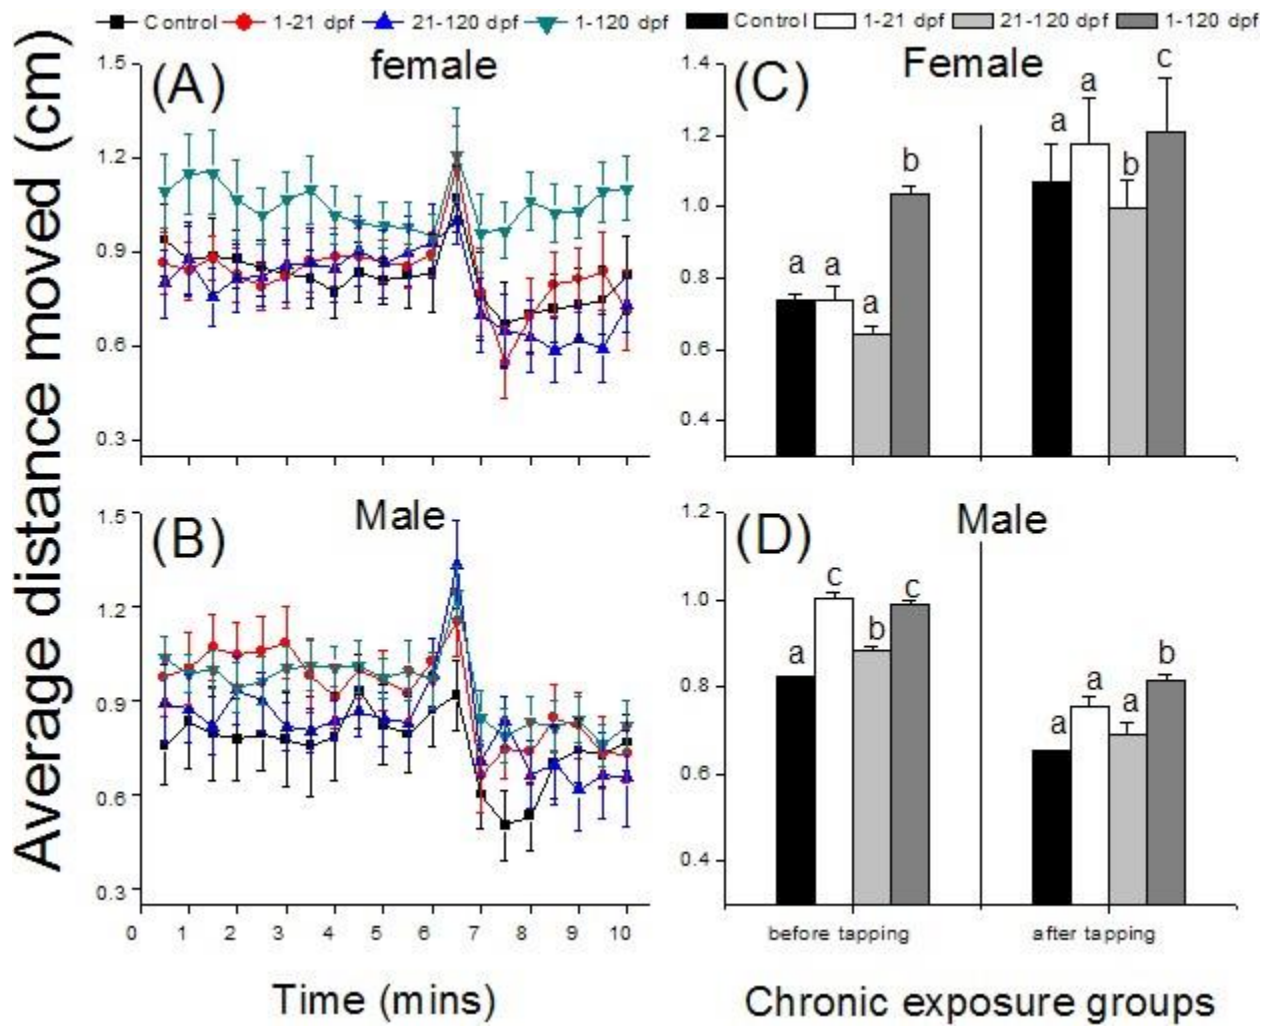 Control 1-21 dpf 21-120 dpf 1-120 dpf
Control 1-21 dpf 21-120 dpf 1-120 dpf
Average distance moved (cm)
(A)
female
1.5
1.2
0.9
0.6
0.3
(C)
Female
1.4
1.2
1.0
0.8
0.6
0.4
a a a b
a a b c
(B)
Male
1.5
1.2
0.9
0.6
0.3
0 1 2 3 4 5 6 7 8 9 10
Time (mins)
(D)
Male
1.2
1.0
0.8
0.6
0.4
a c b c
a a a b
before tapping
after tapping
Chronic exposure groups